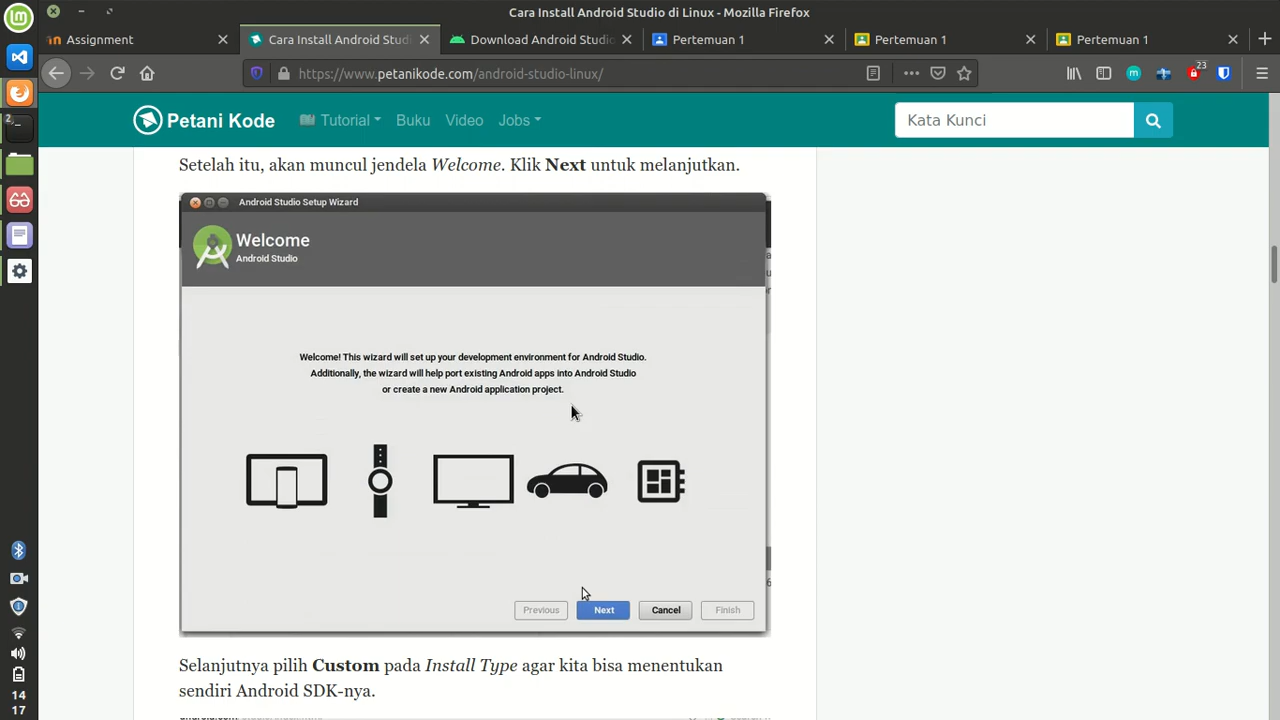 Cara Install Android Studio di Linux - Mozilla Firefox
Assignment
Cara Install Android Studi
Download Android Studio
Pertemuan 1
Pertemuan 1
Pertemuan 1
https://www.petanikode.com/android-studio-linux/
23
2
Petani Kode
Tutorial
Buku
Video
Jobs
Kata Kunci
Setelah itu, akan muncul jendela Welcome. Klik Next untuk melanjutkan.
Android Studio Setup Wizard
Welcome
Android Studio
Welcome! This wizard will set up your development environment for Android Studio.
Additionally, the wizard will help port existing Android apps into Android Studio
or create a new Android application project.
Previous
Next
Cancel
Finish
Selanjutnya pilih Custom pada Install Type agar kita bisa menentukan
sendiri Android SDK-nya.
14
17